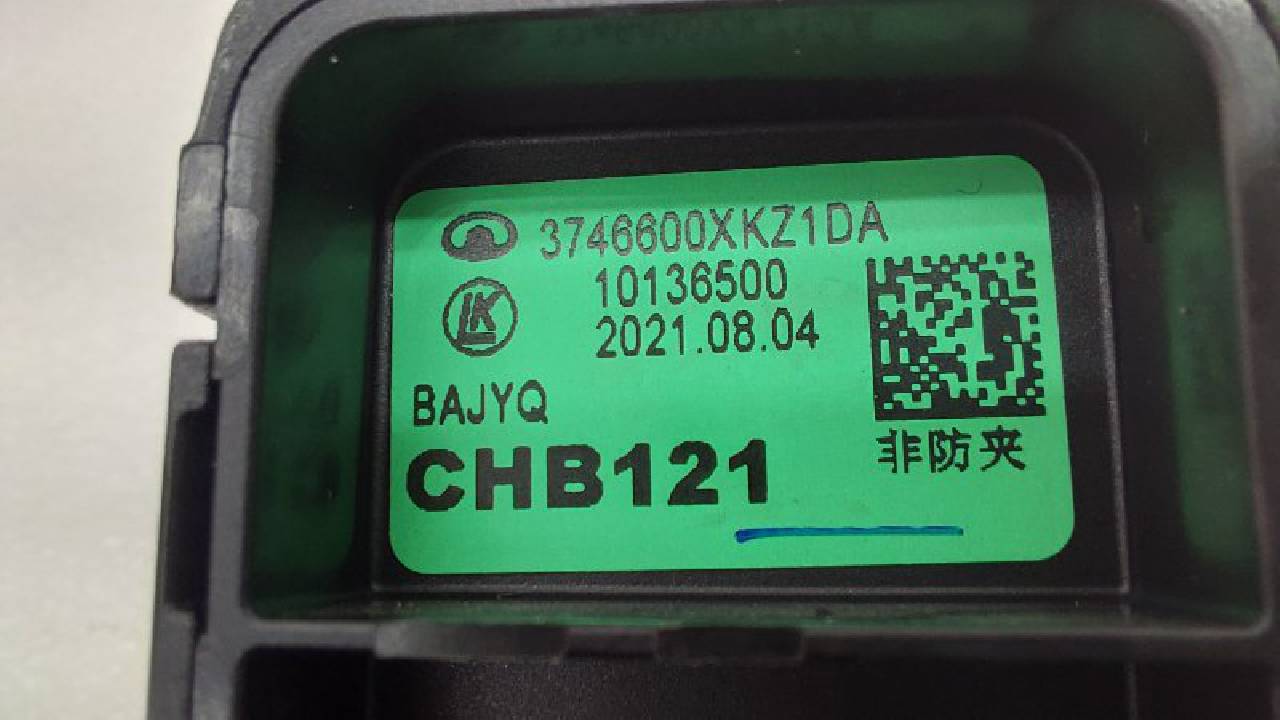 3746600XKZ1DA
10136500
LK
2021.08.04
BAJYQ
CHB121
非防夹